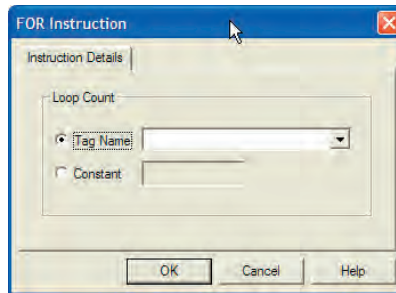 FOR Instruction
Instruction Details
Loop Count
Tag Name
Constant
OK Cancel Help